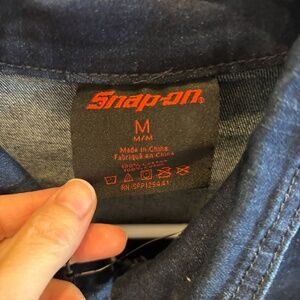 Snap-on®
M
M/M
Made in China
Fabriqué en Chine